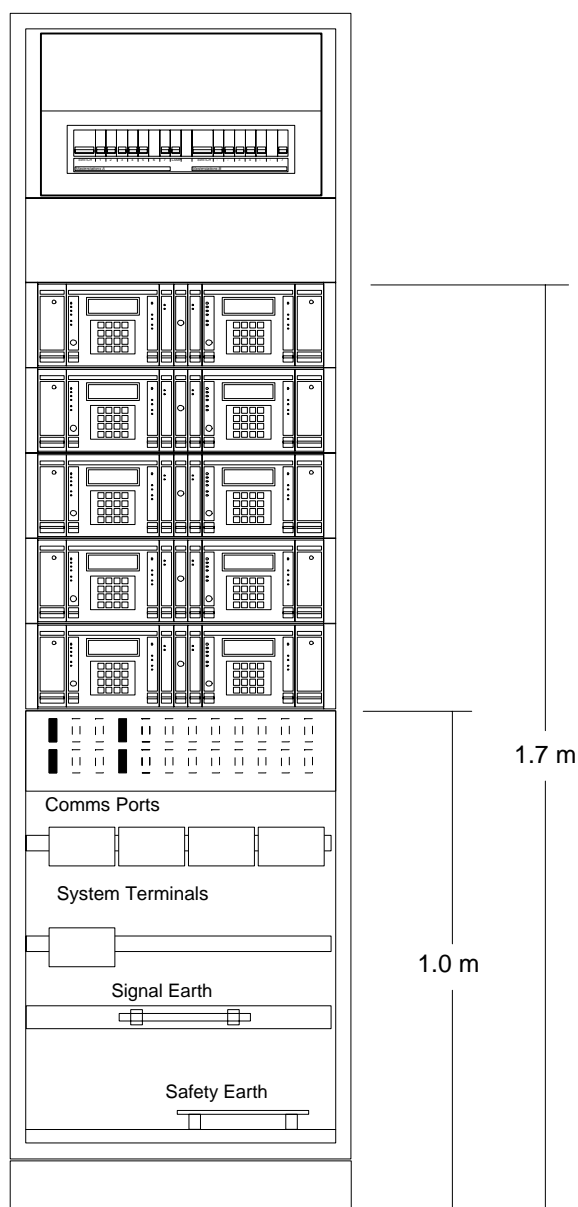 1.7 m
Comms Ports
System Terminals
1.0 m
Signal Earth
Safety Earth